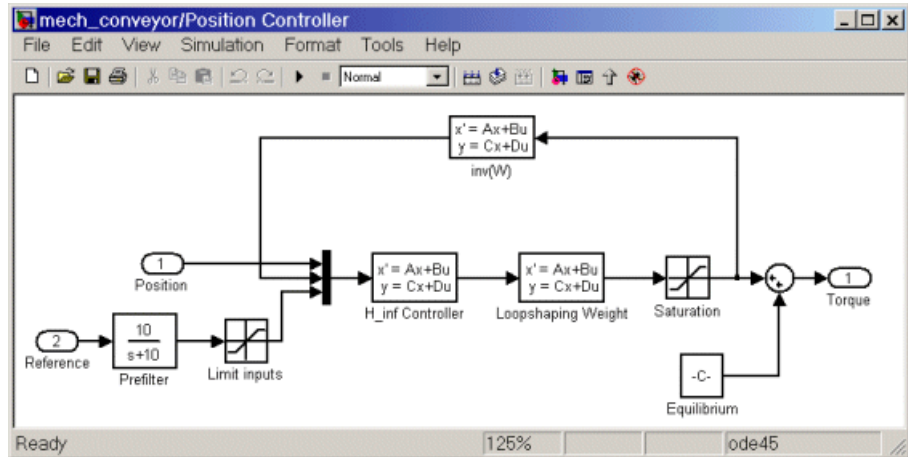 mech_conveyor/Position Controller
File Edit View Simulation Format Tools Help
Normal
x' = Ax+Bu
y = Cx+Du
inv(W)
1
Position
x' = Ax+Bu
y = Cx+Du
H_inf Controller
x' = Ax+Bu
y = Cx+Du
Loopshaping Weight
Saturation
1
Torque
2
Reference
10
s+10
Prefilter
Limit inputs
-C-
Equilibrium
Ready 125% ode45